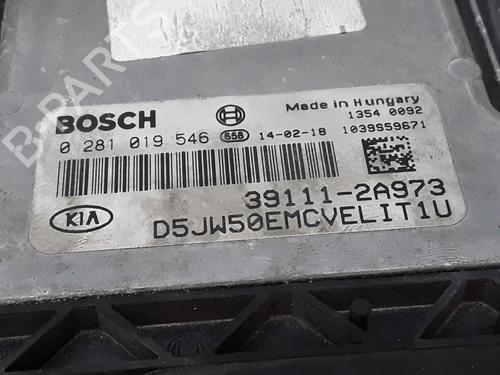 BOSCH
Made in Hungary
1354 0092
0 281 019 546 658 14-02-18 1039S59671
39111-2A973
KIA D5JW50EMCVELIT1U
B-PARTS